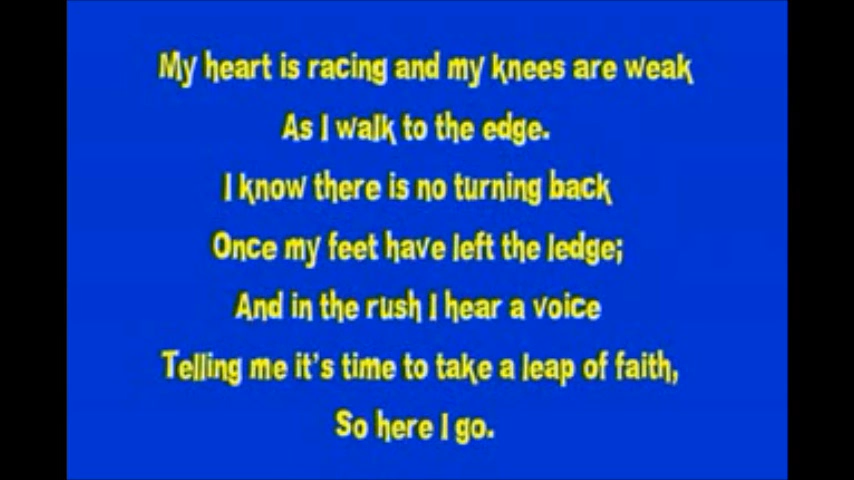 My heart is racing and my knees are weak
As I walk to the edge.
I know there is no turning back
Once my feet have left the ledge;
And in the rush I hear a voice
Telling me it's time to take a leap of faith,
So here I go.